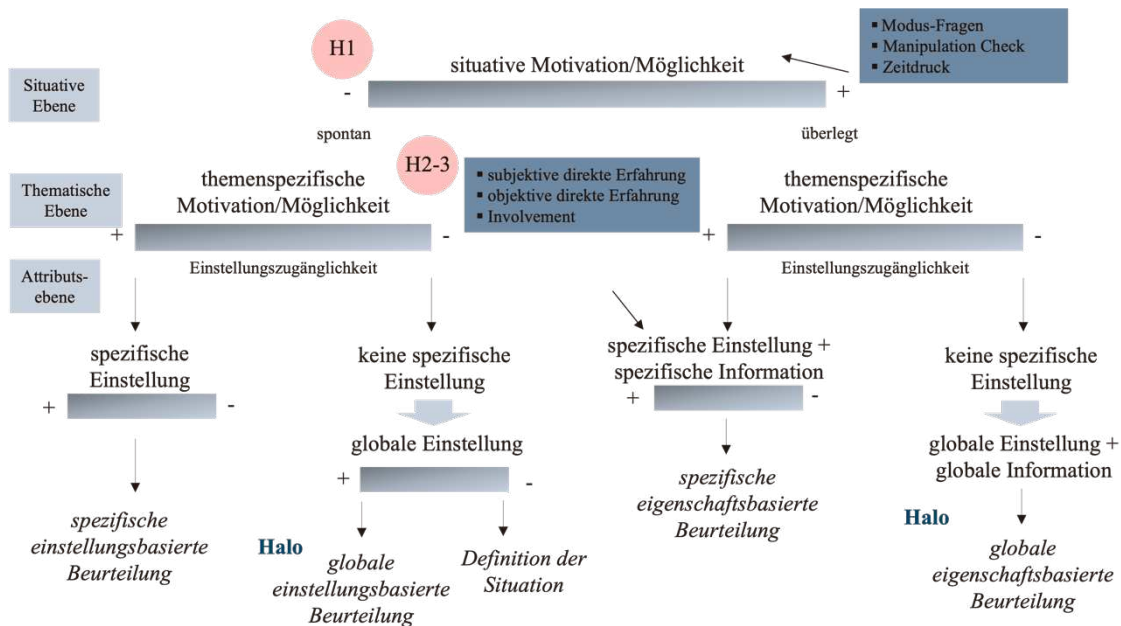 H1
▪ Modus-Fragen
▪ Manipulation Check
▪ Zeitdruck
situative Motivation/Möglichkeit
Situative
Ebene
- +
spontan überlegt
H2-3
▪ subjektive direkte Erfahrung
▪ objektive direkte Erfahrung
▪ Involvement
Thematische
Ebene
themenspezifische
Motivation/Möglichkeit
+ -
Einstellungszugänglichkeit
themenspezifische
Motivation/Möglichkeit
+ -
Einstellungszugänglichkeit
Attributs-
ebene
spezifische
Einstellung
+ -
spezifische
einstellungsbasierte
Beurteilung
keine spezifische
Einstellung
globale Einstellung
+ -
Halo
globale
einstellungsbasierte
Beurteilung
Definition der
Situation
spezifische Einstellung +
spezifische Information
+ -
spezifische
eigenschaftsbasierte
Beurteilung
keine spezifische
Einstellung
globale Einstellung +
globale Information
Halo
globale
eigenschaftsbasierte
Beurteilung